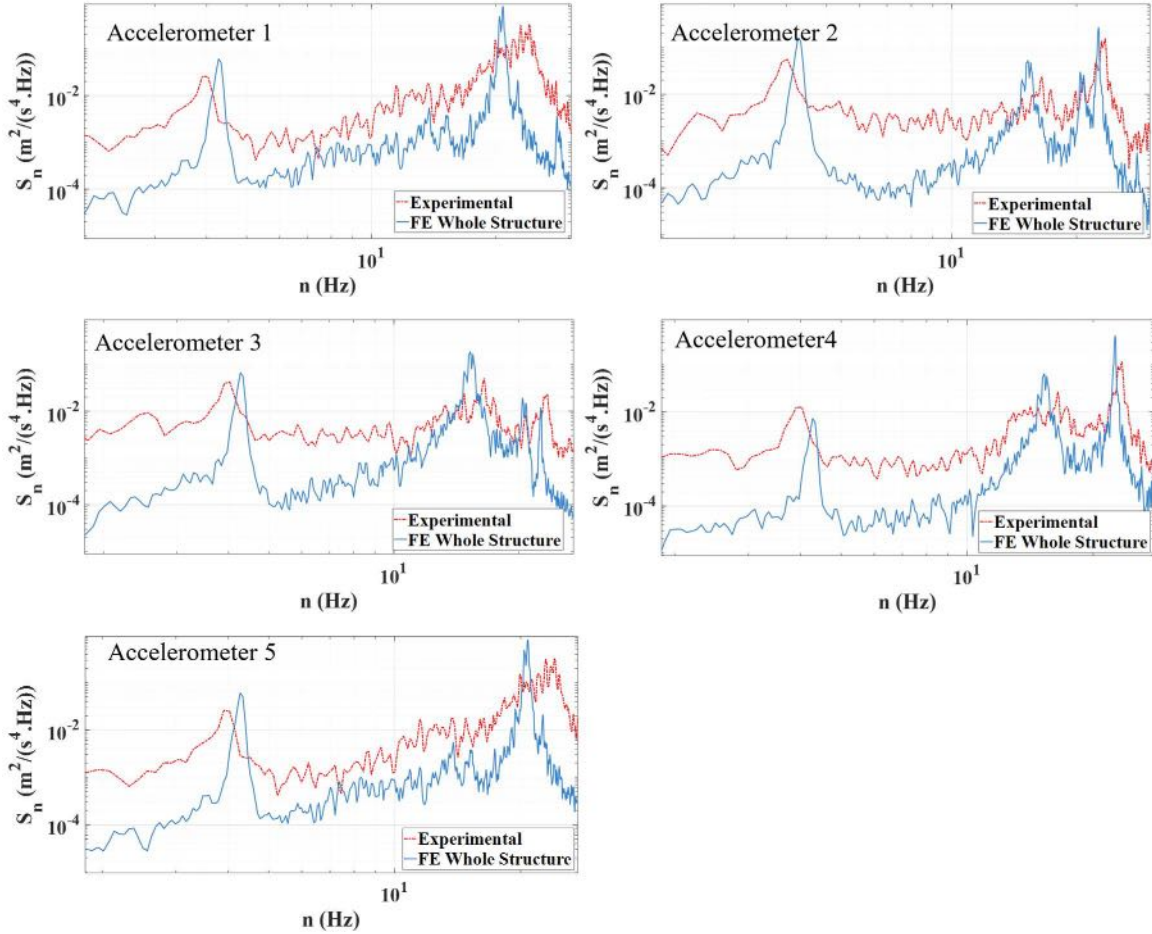 Accelerometer 1
S_n (m^2/(s^4.Hz))
10^-2
10^-4
Experimental
FE Whole Structure
10^1
n (Hz)
Accelerometer 2
S_n (m^2/(s^4.Hz))
10^-2
10^-4
Experimental
FE Whole Structure
10^1
n (Hz)
Accelerometer 3
S_n (m^2/(s^4.Hz))
10^-2
10^-4
Experimental
FE Whole Structure
10^1
n (Hz)
Accelerometer4
S_n (m^2/(s^4.Hz))
10^-2
10^-4
Experimental
FE Whole Structure
10^1
n (Hz)
Accelerometer 5
S_n (m^2/(s^4.Hz))
10^-2
10^-4
Experimental
FE Whole Structure
10^1
n (Hz)